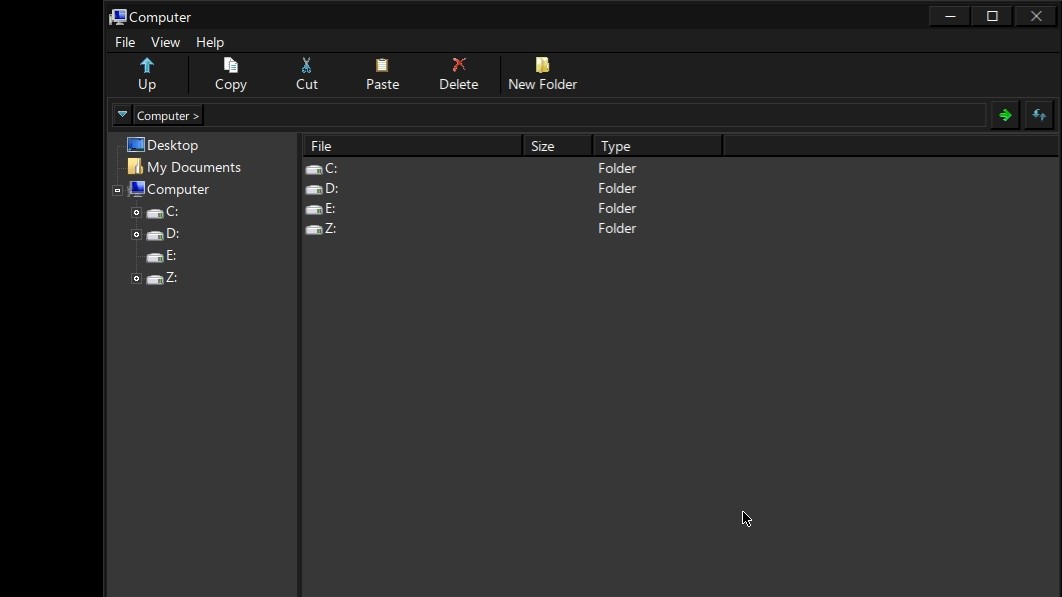 Computer
File View Help
Up Copy Cut Paste Delete New Folder
Computer >
Desktop
My Documents
Computer
C:
D:
E:
Z:
File Size Type
C: Folder
D: Folder
E: Folder
Z: Folder